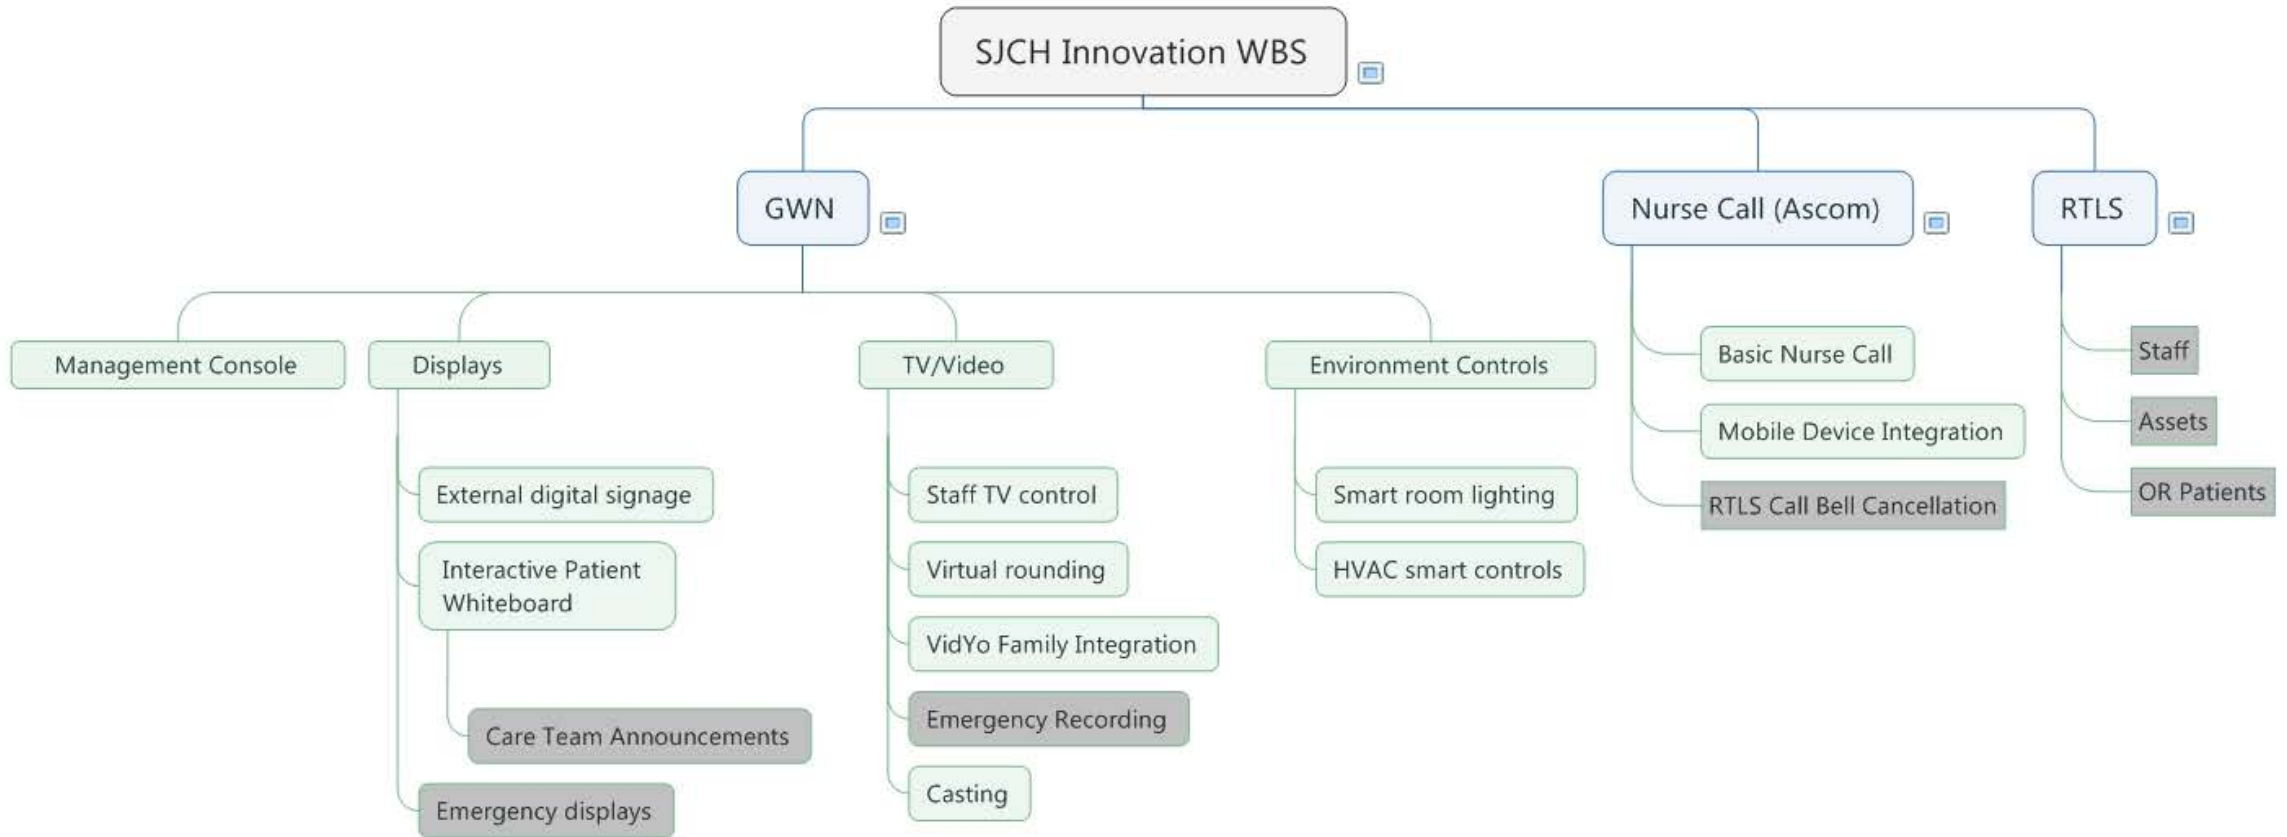 SJCH Innovation WBS
GWN
Nurse Call (Ascom)
RTLS
Management Console
Displays
TV/Video
Environment Controls
External digital signage
Interactive Patient
Whiteboard
Care Team Announcements
Emergency displays
Staff TV control
Virtual rounding
VidYo Family Integration
Emergency Recording
Casting
Smart room lighting
HVAC smart controls
Basic Nurse Call
Mobile Device Integration
RTLS Call Bell Cancellation
Staff
Assets
OR Patients